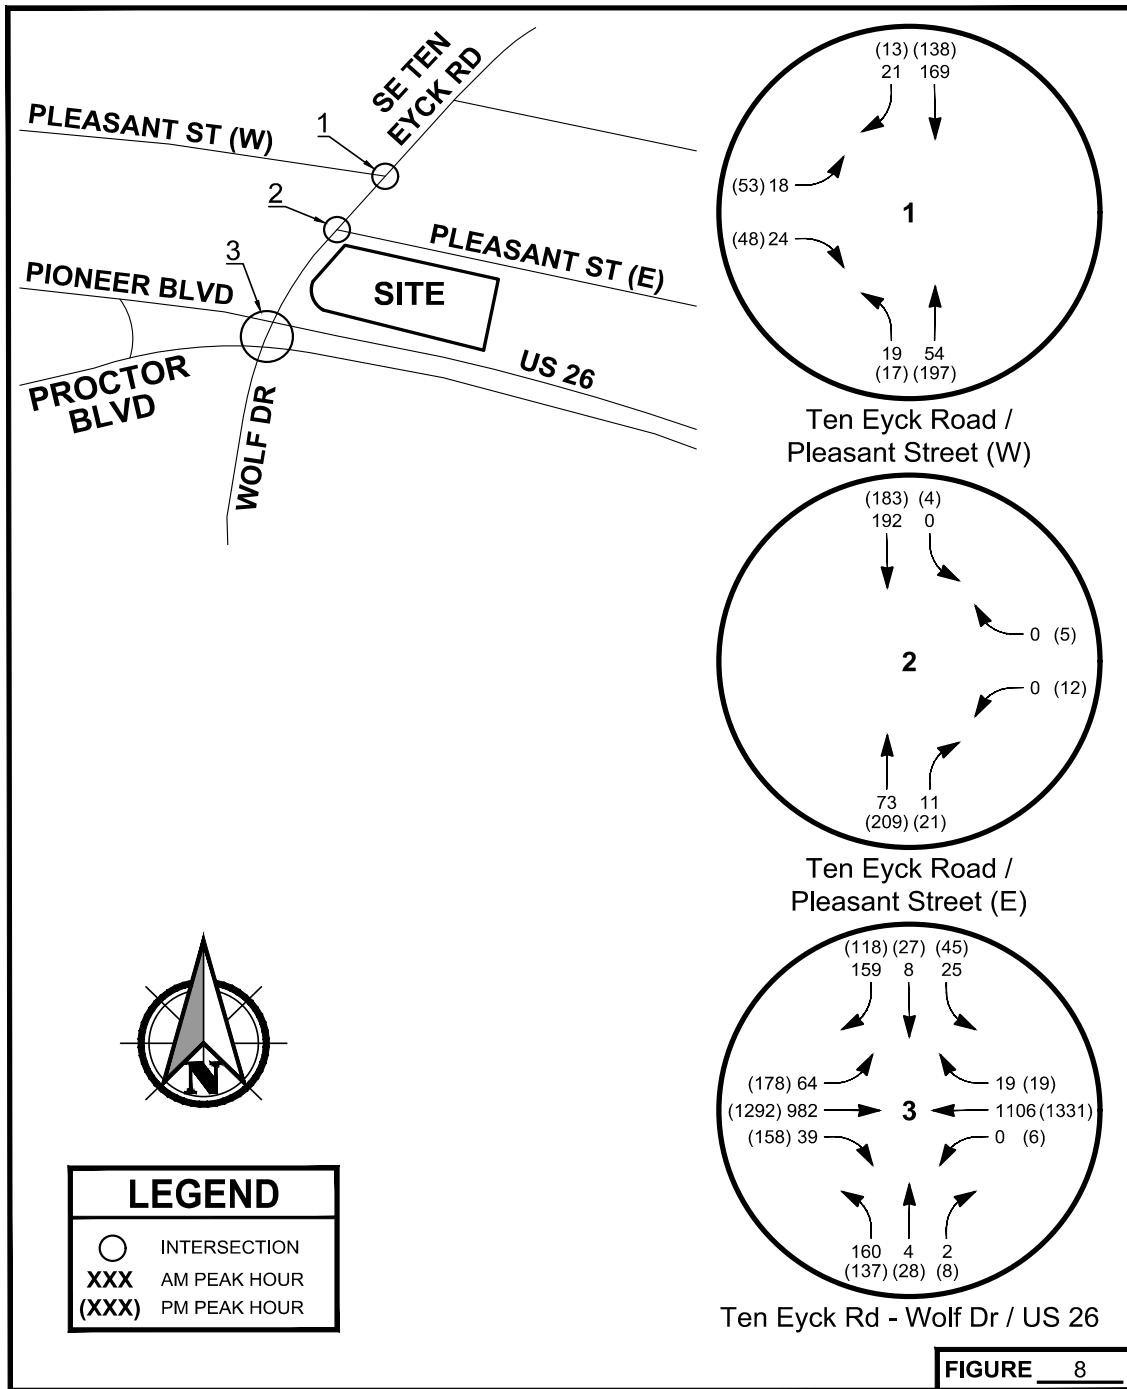 SE TEN
EYCK RD
PLEASANT ST (W)
1
2
PLEASANT ST (E)
3
PIONEER BLVD
SITE
US 26
PROCTOR
BLVD
WOLF DR
N
LEGEND
INTERSECTION
XXX AM PEAK HOUR
(XXX) PM PEAK HOUR
(13) (138)
21 169
(53) 18
1
(48) 24
19 54
(17) (197)
Ten Eyck Road /
Pleasant Street (W)
(183) (4)
192 0
0 (5)
2
0 (12)
73 11
(209) (21)
Ten Eyck Road /
Pleasant Street (E)
(118) (27) (45)
159 8 25
(178) 64 19 (19)
(1292) 982 3 1106 (1331)
(158) 39 0 (6)
160 4 2
(137) (28) (8)
Ten Eyck Rd - Wolf Dr / US 26
FIGURE 8